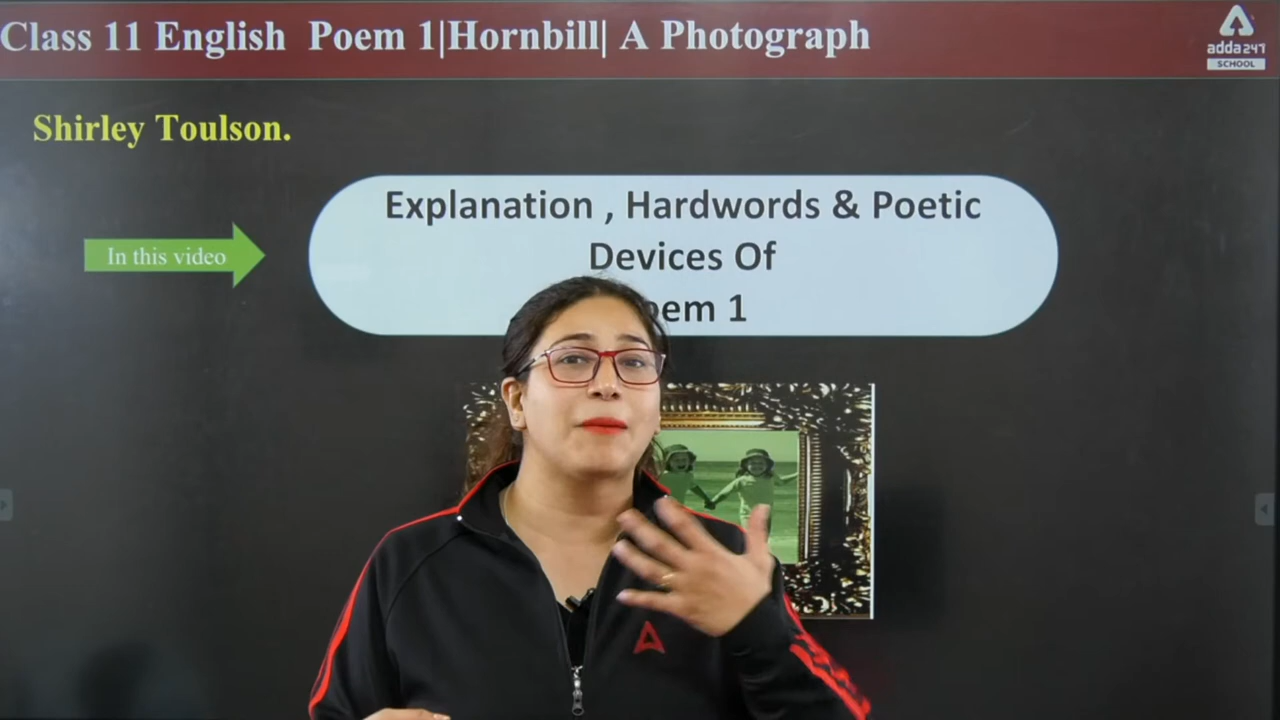 Class 11 English Poem 1|Hornbill| A Photograph
adda247
SCHOOL
Shirley Toulson.
Explanation , Hardwords & Poetic
Devices Of
In this video
1